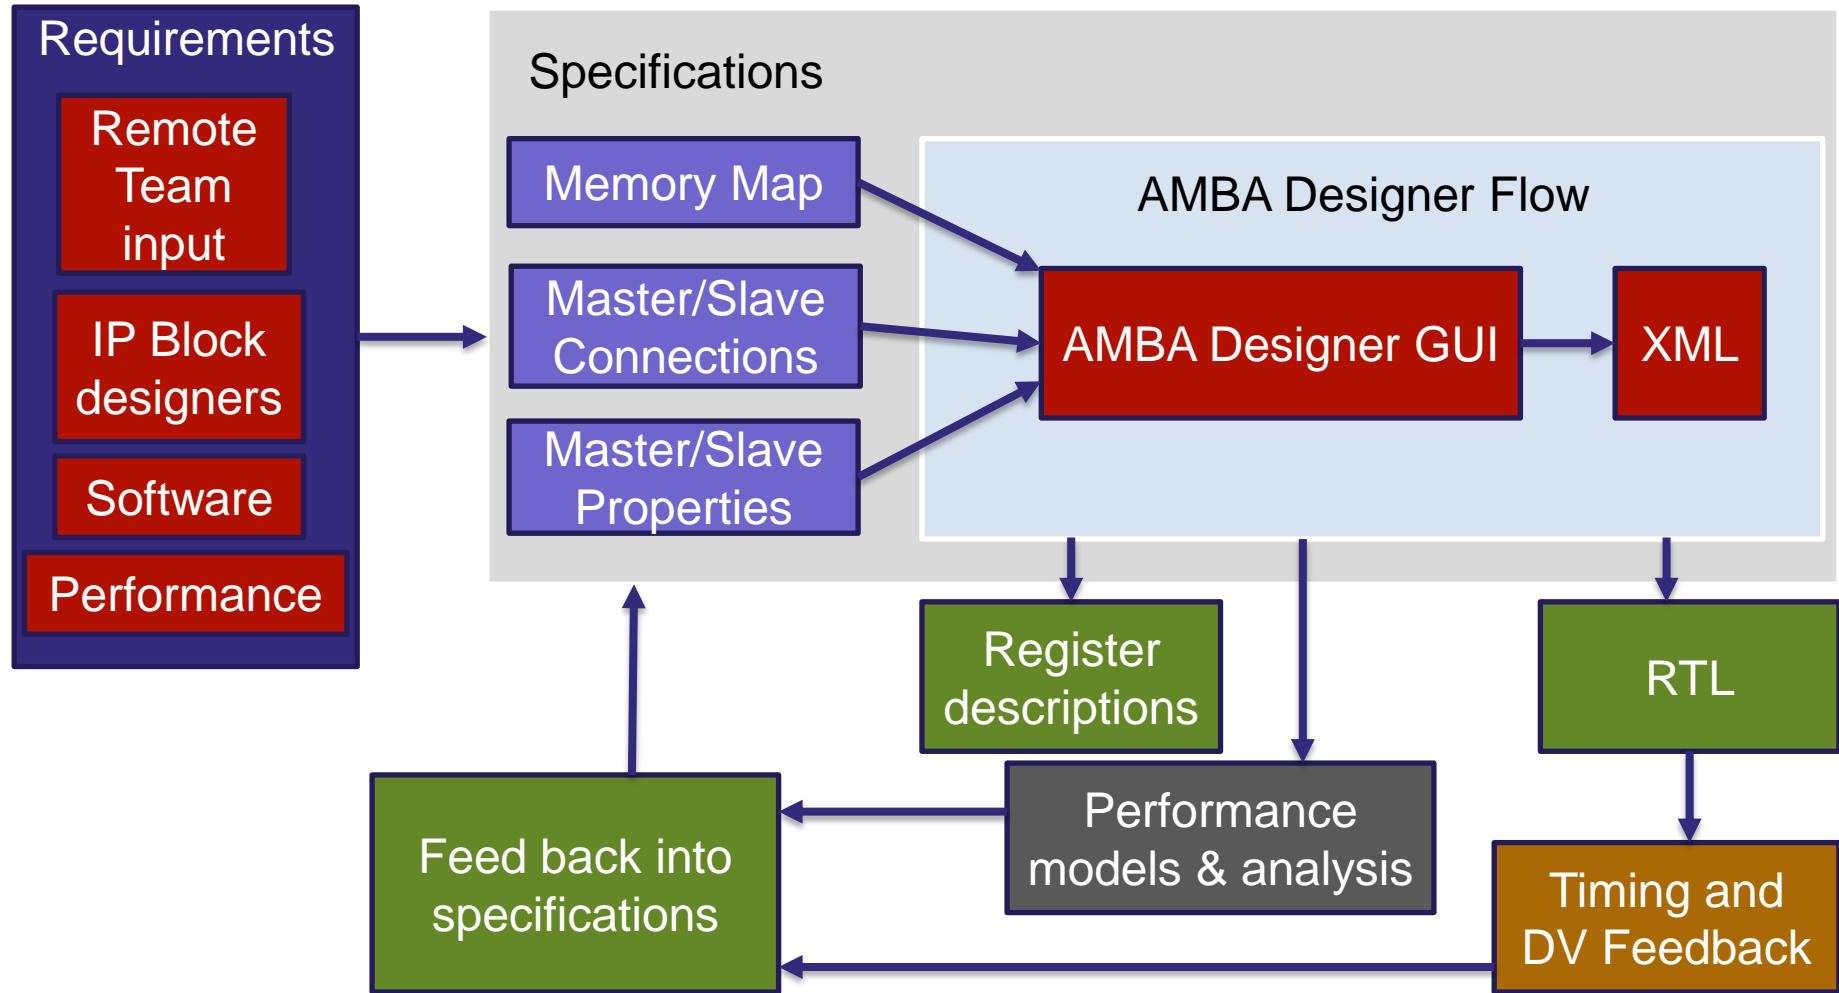 Requirements
Remote
Team
input
IP Block
designers
Software
Performance
Specifications
Memory Map
Master/Slave
Connections
Master/Slave
Properties
AMBA Designer Flow
AMBA Designer GUI
XML
Register
descriptions
RTL
Performance
models & analysis
Feed back into
specifications
Timing and
DV Feedback